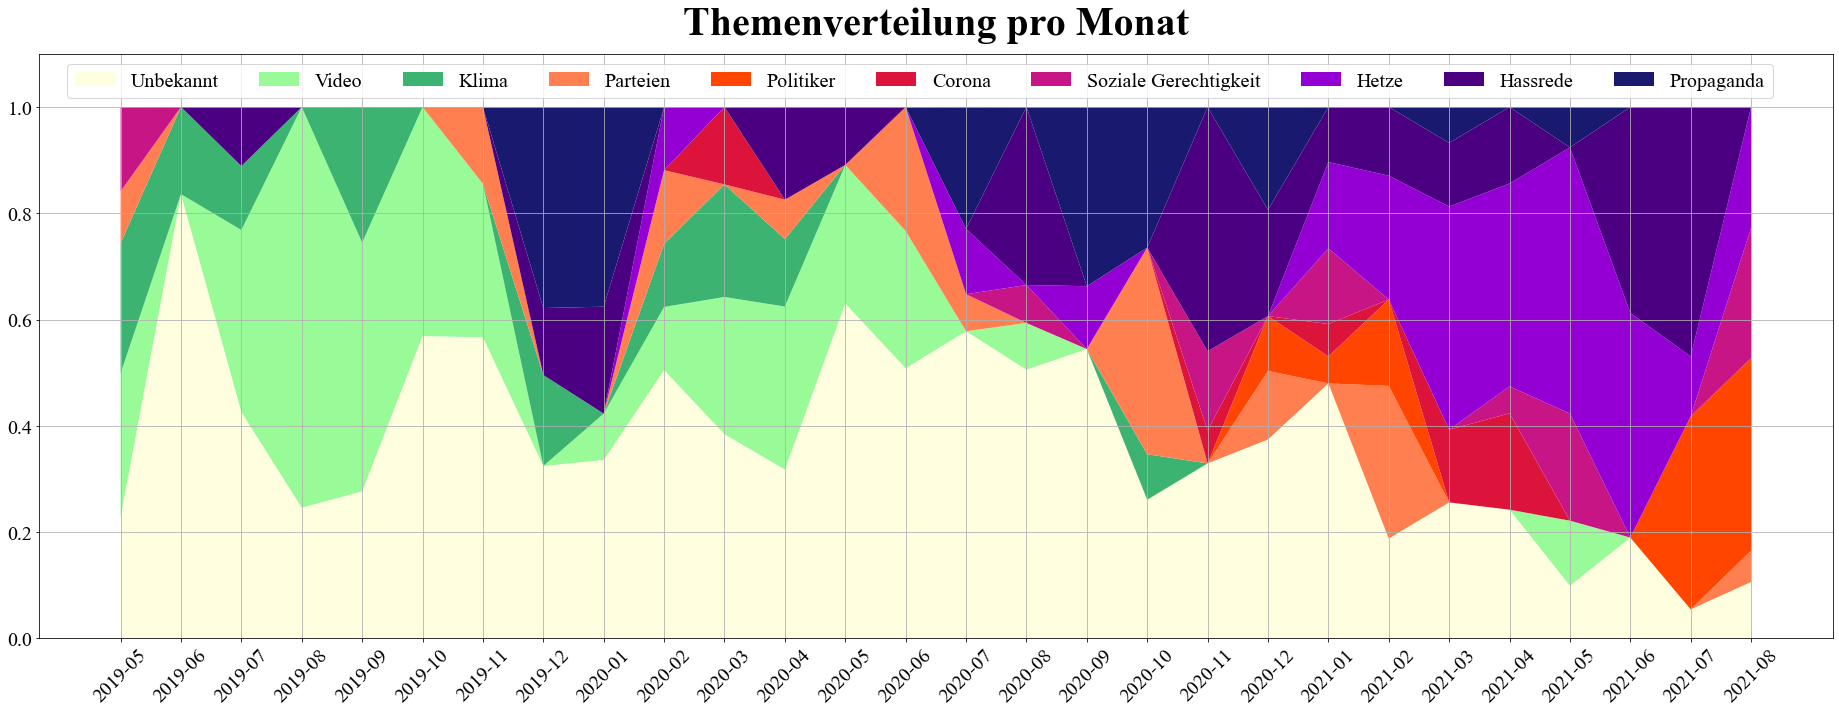 Themenverteilung pro Monat
Unbekannt Video Klima Parteien Politiker Corona Soziale Gerechtigkeit Hetze Hassrede Propaganda
1.0
0.8
0.6
0.4
0.2
0.0
2019-05 2019-06 2019-07 2019-08 2019-09 2019-10 2019-11 2019-12 2020-01 2020-02 2020-03 2020-04 2020-05 2020-06 2020-07 2020-08 2020-09 2020-10 2020-11 2020-12 2021-01 2021-02 2021-03 2021-04 2021-05 2021-06 2021-07 2021-08